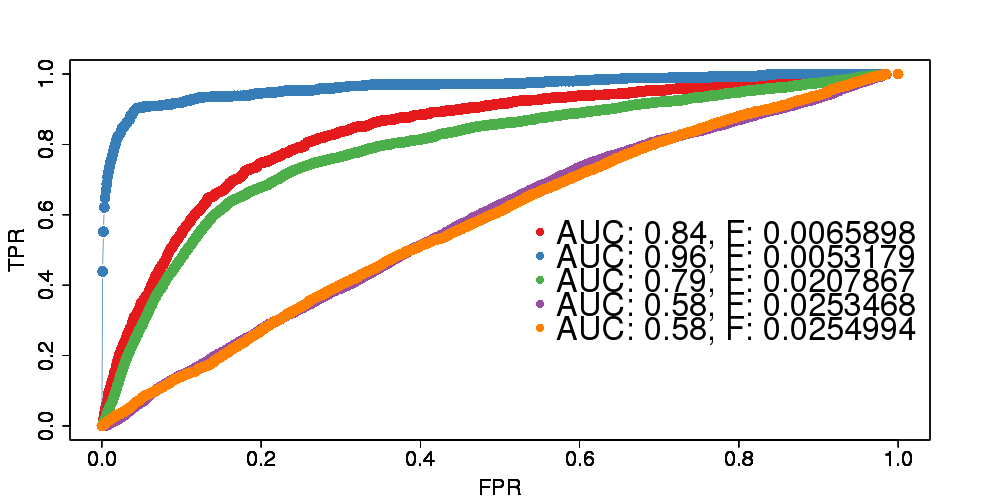 1.0
0.8
0.6
0.4
0.2
0.0
TPR
AUC: 0.84, F: 0.0065898
AUC: 0.96, F: 0.0053179
AUC: 0.79, F: 0.0207867
AUC: 0.58, F: 0.0253468
AUC: 0.58, F: 0.0254994
0.0 0.2 0.4 0.6 0.8 1.0
FPR